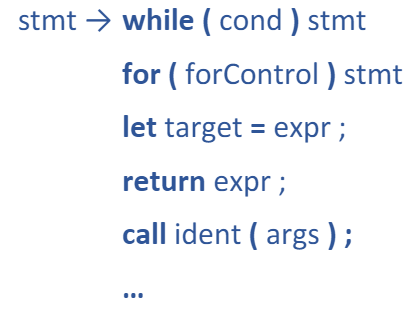 stmt → while ( cond ) stmt
for ( forControl ) stmt
let target = expr ;
return expr ;
call ident ( args ) ;
...